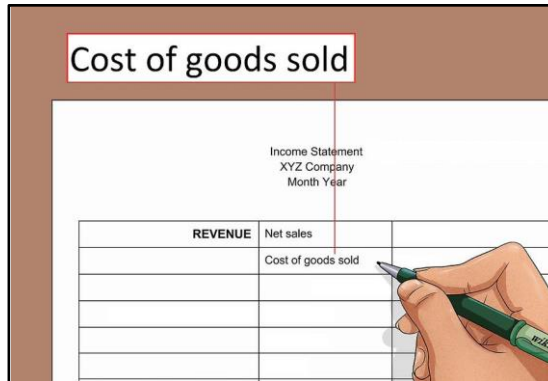 Cost of goods sold
Income Statement
XYZ Company
Month Year
REVENUE Net sales
Cost of goods sold